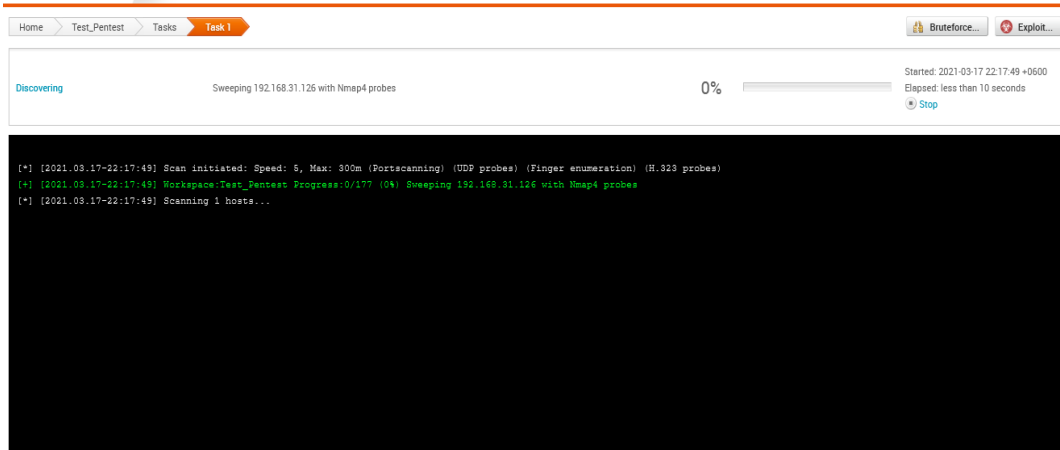 Home Test_Pentest Tasks Task 1 Bruteforce... Exploit...
Discovering Sweeping 192.168.31.126 with Nmap4 probes 0%
Started: 2021-03-17 22:17:49 +0600
Elapsed: less than 10 seconds
Stop
[*] [2021.03.17-22:17:49] Scan initiated: Speed: 5, Max: 300m (Portscanning) (UDP probes) (Finger enumeration) (H.323 probes)
[+] [2021.03.17-22:17:49] Workspace:Test_Pentest Progress:0/177 (0%) Sweeping 192.168.31.126 with Nmap4 probes
[*] [2021.03.17-22:17:49] Scanning 1 hosts...